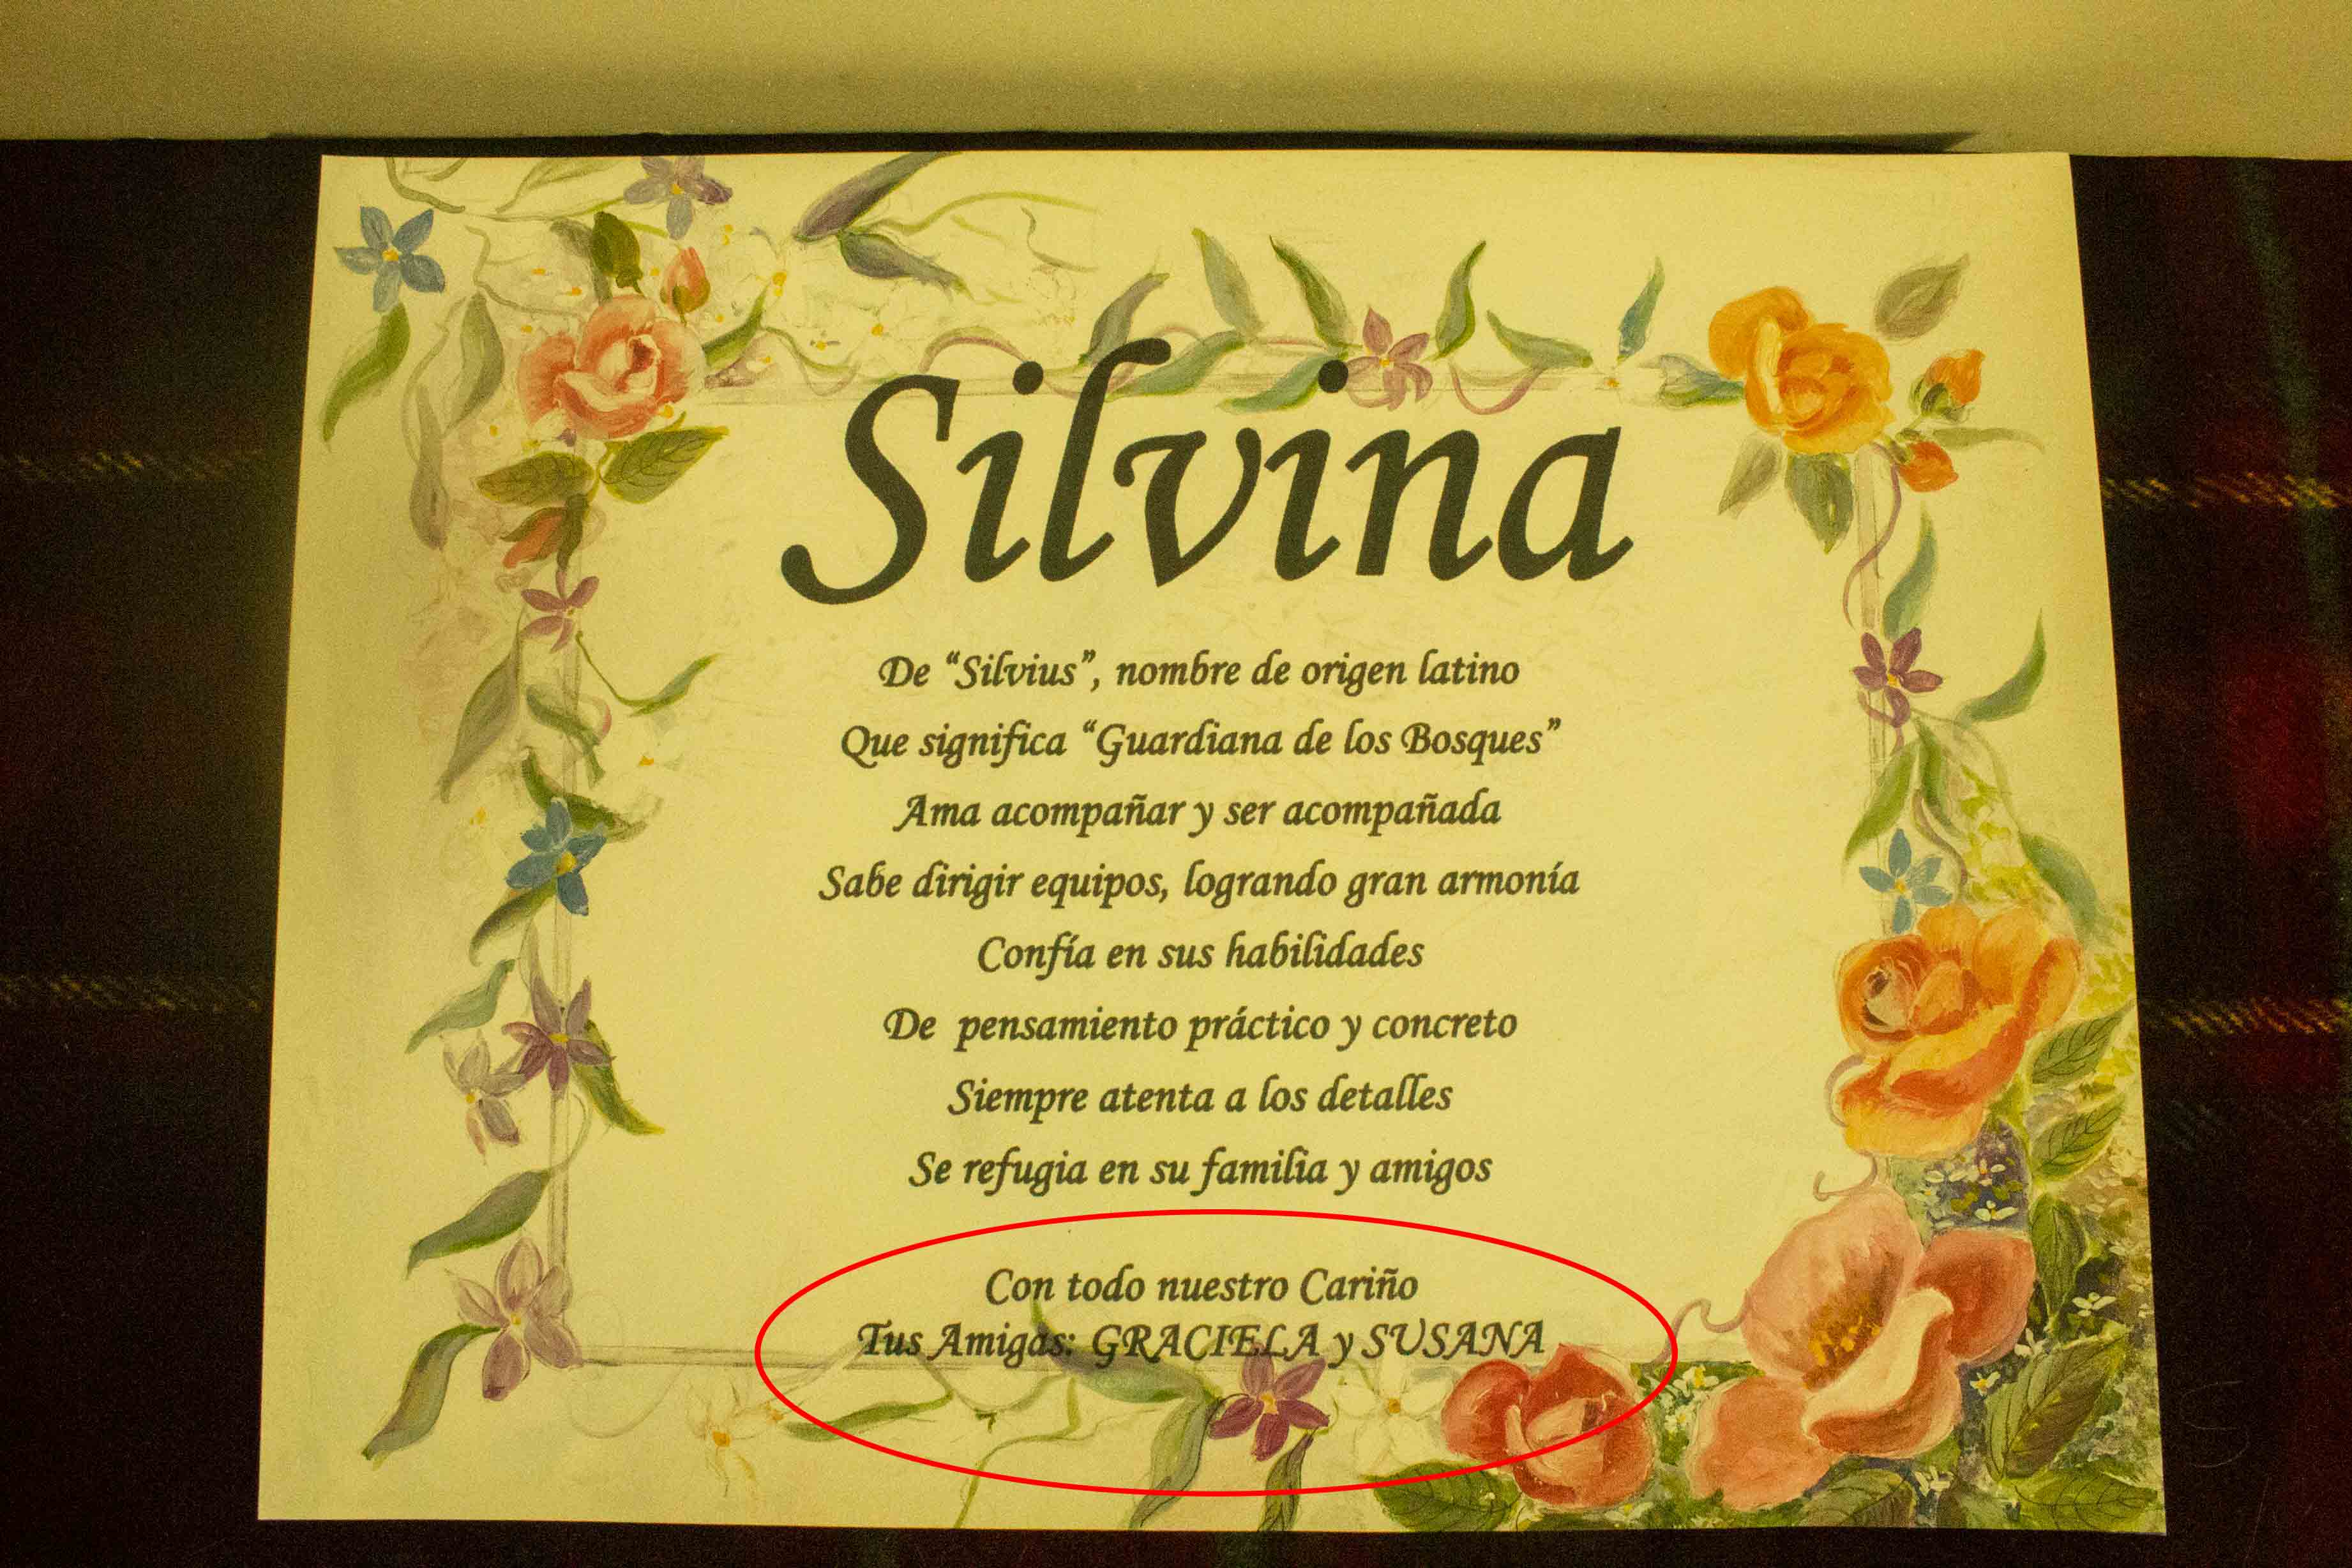 Silvina
De “Silvius”, nombre de origen latino
Que significa “Guardiana de los Bosques”
Ama acompañar y ser acompañada
Sabe dirigir equipos, logrando gran armonía
Confía en sus habilidades
De pensamiento práctico y concreto
Siempre atenta a los detalles
Se refugia en su familia y amigos
Con todo nuestro Cariño
Tus Amigas: GRACIELA y SUSANA